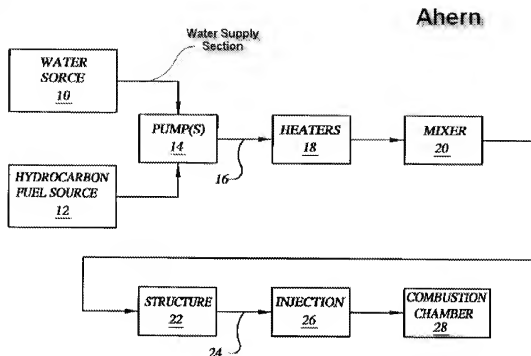 Ahern
Water Supply
Section
WATER
SORCE
10
PUMP(S)
14
16
HEATERS
18
MIXER
20
HYDROCARBON
FUEL SOURCE
12
STRUCTURE
22
24
INJECTION
26
COMBUSTION
CHAMBER
28